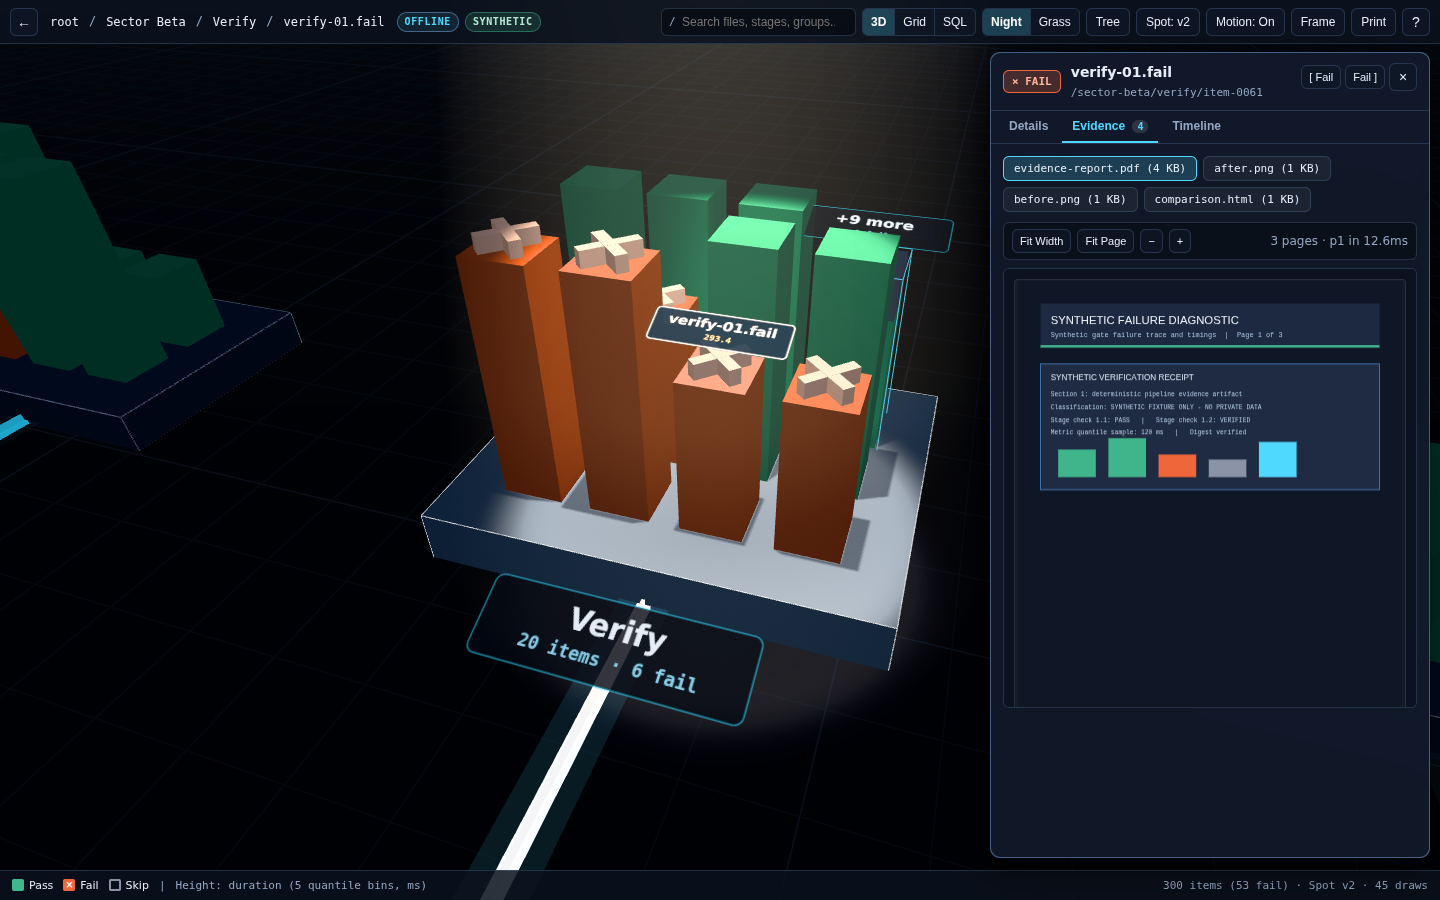 ← root / Sector Beta / Verify / verify-01.fail OFFLINE SYNTHETIC / Search files, stages, groups.. 3D Grid SQL Night Grass Tree Spot: v2 Motion: On Frame Print ?
× FAIL verify-01.fail [ Fail Fail ] ×
/sector-beta/verify/item-0061
Details Evidence 4 Timeline
evidence-report.pdf (4 KB) after.png (1 KB)
before.png (1 KB) comparison.html (1 KB)
Fit Width Fit Page − + 3 pages · p1 in 12.6ms
SYNTHETIC FAILURE DIAGNOSTIC
Synthetic gate failure trace and timings | Page 1 of 3
SYNTHETIC VERIFICATION RECEIPT
Section 1: deterministic pipeline evidence artifact
Classification: SYNTHETIC FIXTURE ONLY - NO PRIVATE DATA
Stage check 1.1: PASS | Stage check 1.2: VERIFIED
Metric quantile sample: 120 ms | Digest verified
+9 more
verify-01.fail
293.4
Verify
20 items · 6 fail
Pass × Fail Skip | Height: duration (5 quantile bins, ms) 300 items (53 fail) · Spot v2 · 45 draws